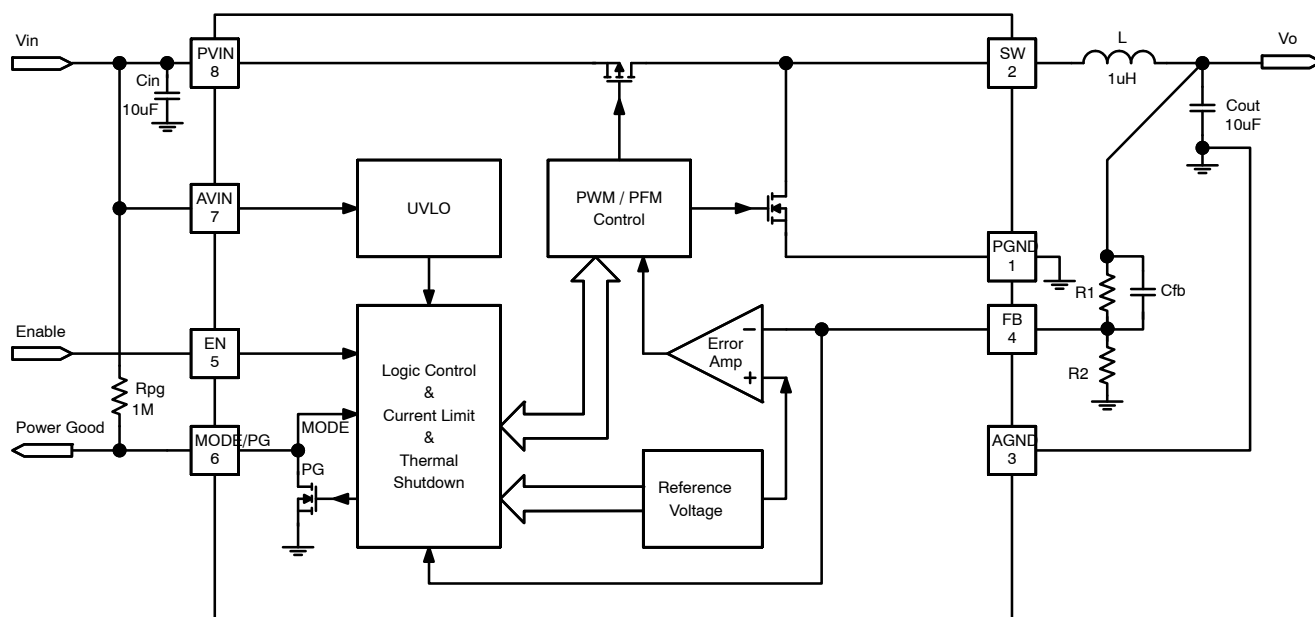 Vin
PVIN
8
Cin
10uF
SW
2
L
1uH
Vo
Cout
10uF
AVIN
7
UVLO
PWM / PFM
Control
PGND
1
R1
Cfb
FB
4
R2
Enable
EN
5
Error
Amp
−
+
Rpg
1M
Power Good
MODE/PG
6
MODE
PG
Logic Control
&
Current Limit
&
Thermal
Shutdown
Reference
Voltage
AGND
3